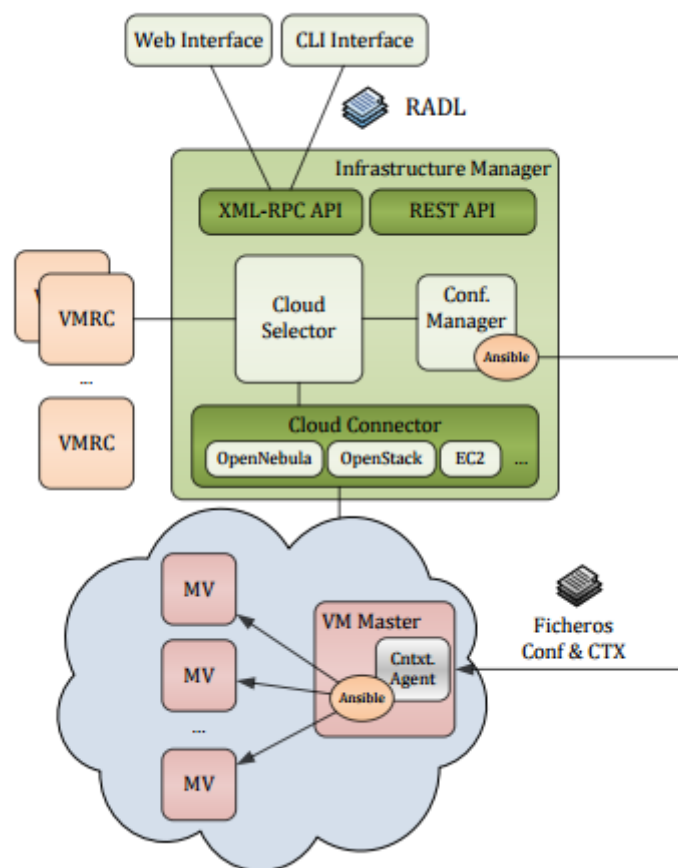 Web Interface
CLI Interface
RADL
Infrastructure Manager
XML-RPC API
REST API
VMRC
...
VMRC
Cloud
Selector
Conf.
Manager
Ansible
Cloud Connector
OpenNebula
OpenStack
EC2
...
MV
MV
...
MV
VM Master
Cntxt.
Agent
Ansible
Ficheros
Conf & CTX